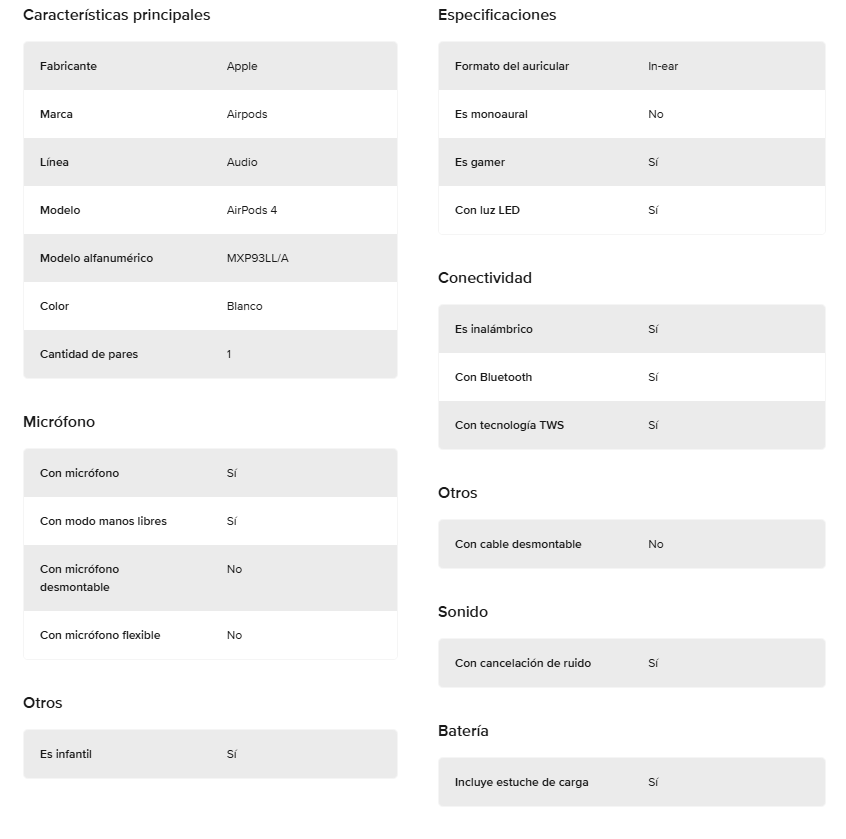 Características principales
Fabricante Apple
Marca Airpods
Línea Audio
Modelo AirPods 4
Modelo alfanumérico MXP93LL/A
Color Blanco
Cantidad de pares 1
Micrófono
Con micrófono Sí
Con modo manos libres Sí
Con micrófono No
desmontable
Con micrófono flexible No
Otros
Es infantil Sí
Especificaciones
Formato del auricular In-ear
Es monoaural No
Es gamer Sí
Con luz LED Sí
Conectividad
Es inalámbrico Sí
Con Bluetooth Sí
Con tecnología TWS Sí
Otros
Con cable desmontable No
Sonido
Con cancelación de ruido Sí
Batería
Incluye estuche de carga Sí